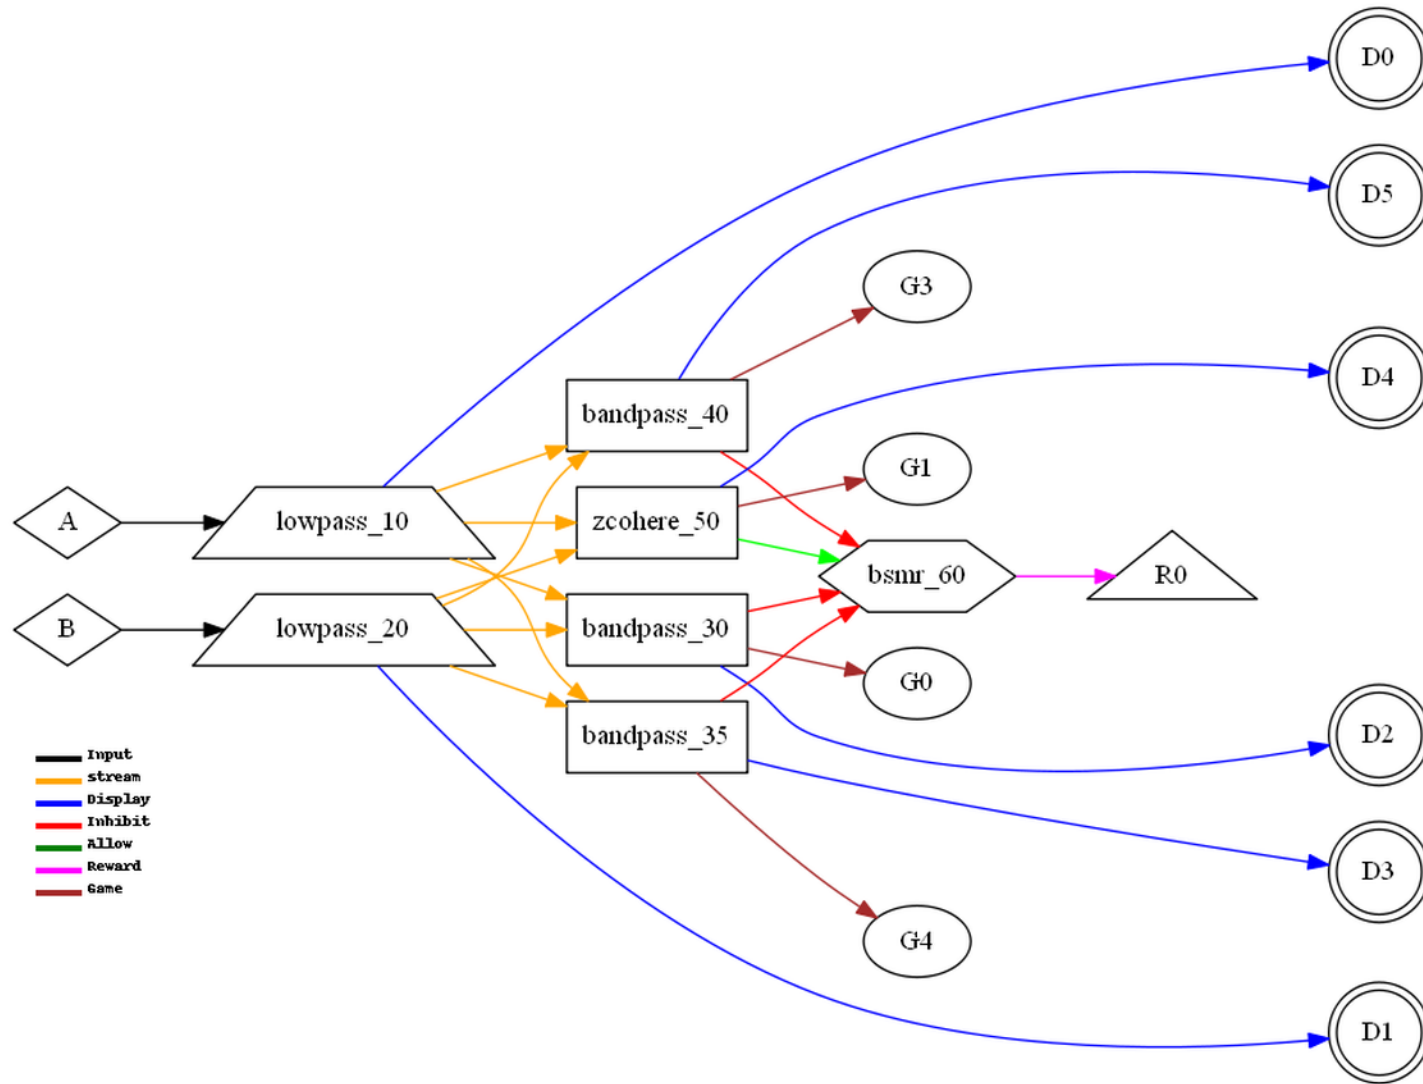 D0
D5
G3
D4
bandpass_40
G1
A
lowpass_10
zcohere_50
bsmr_60
R0
B
lowpass_20
bandpass_30
G0
bandpass_35
D2
Input
stream
Display
Inhibit
Allow
Reward
Game
D3
G4
D1